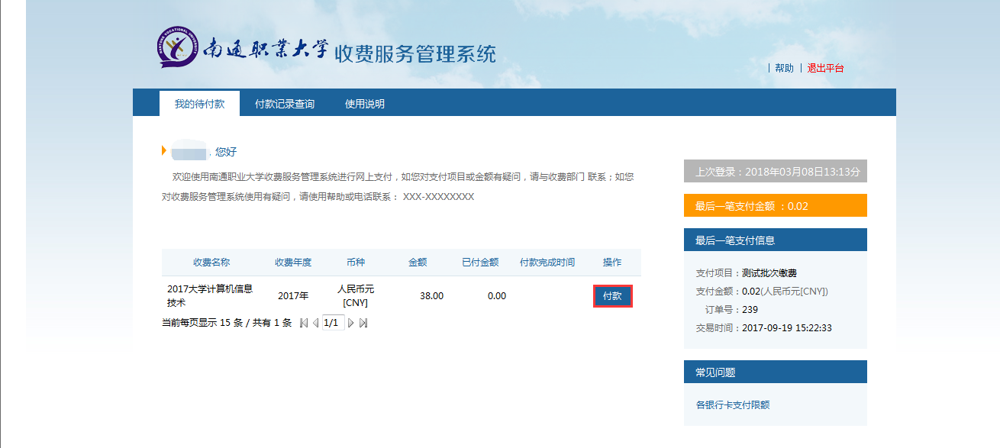 南通职业大学 收费服务管理系统
| 帮助 | 退出平台
我的待付款 付款记录查询 使用说明
, 您好
欢迎使用南通职业大学收费服务管理系统进行网上支付，如您对支付项目或金额有疑问，请与收费部门 联系；如您
对收费服务管理系统使用有疑问，请使用帮助或电话联系： XXX-XXXXXXXX
收费名称 收费年度 币种 金额 已付金额 付款完成时间 操作
2017大学计算机信息
技术
2017年
人民币元
[CNY]
38.00 0.00 付款
当前每页显示 15 条 / 共有 1 条 1/1
上次登录：2018年03月08日13:13分
最后一笔支付金额 ：0.02
最后一笔支付信息
支付项目：测试批次缴费
支付金额：0.02(人民币元[CNY])
订单号：239
交易时间：2017-09-19 15:22:33
常见问题
各银行卡支付限额